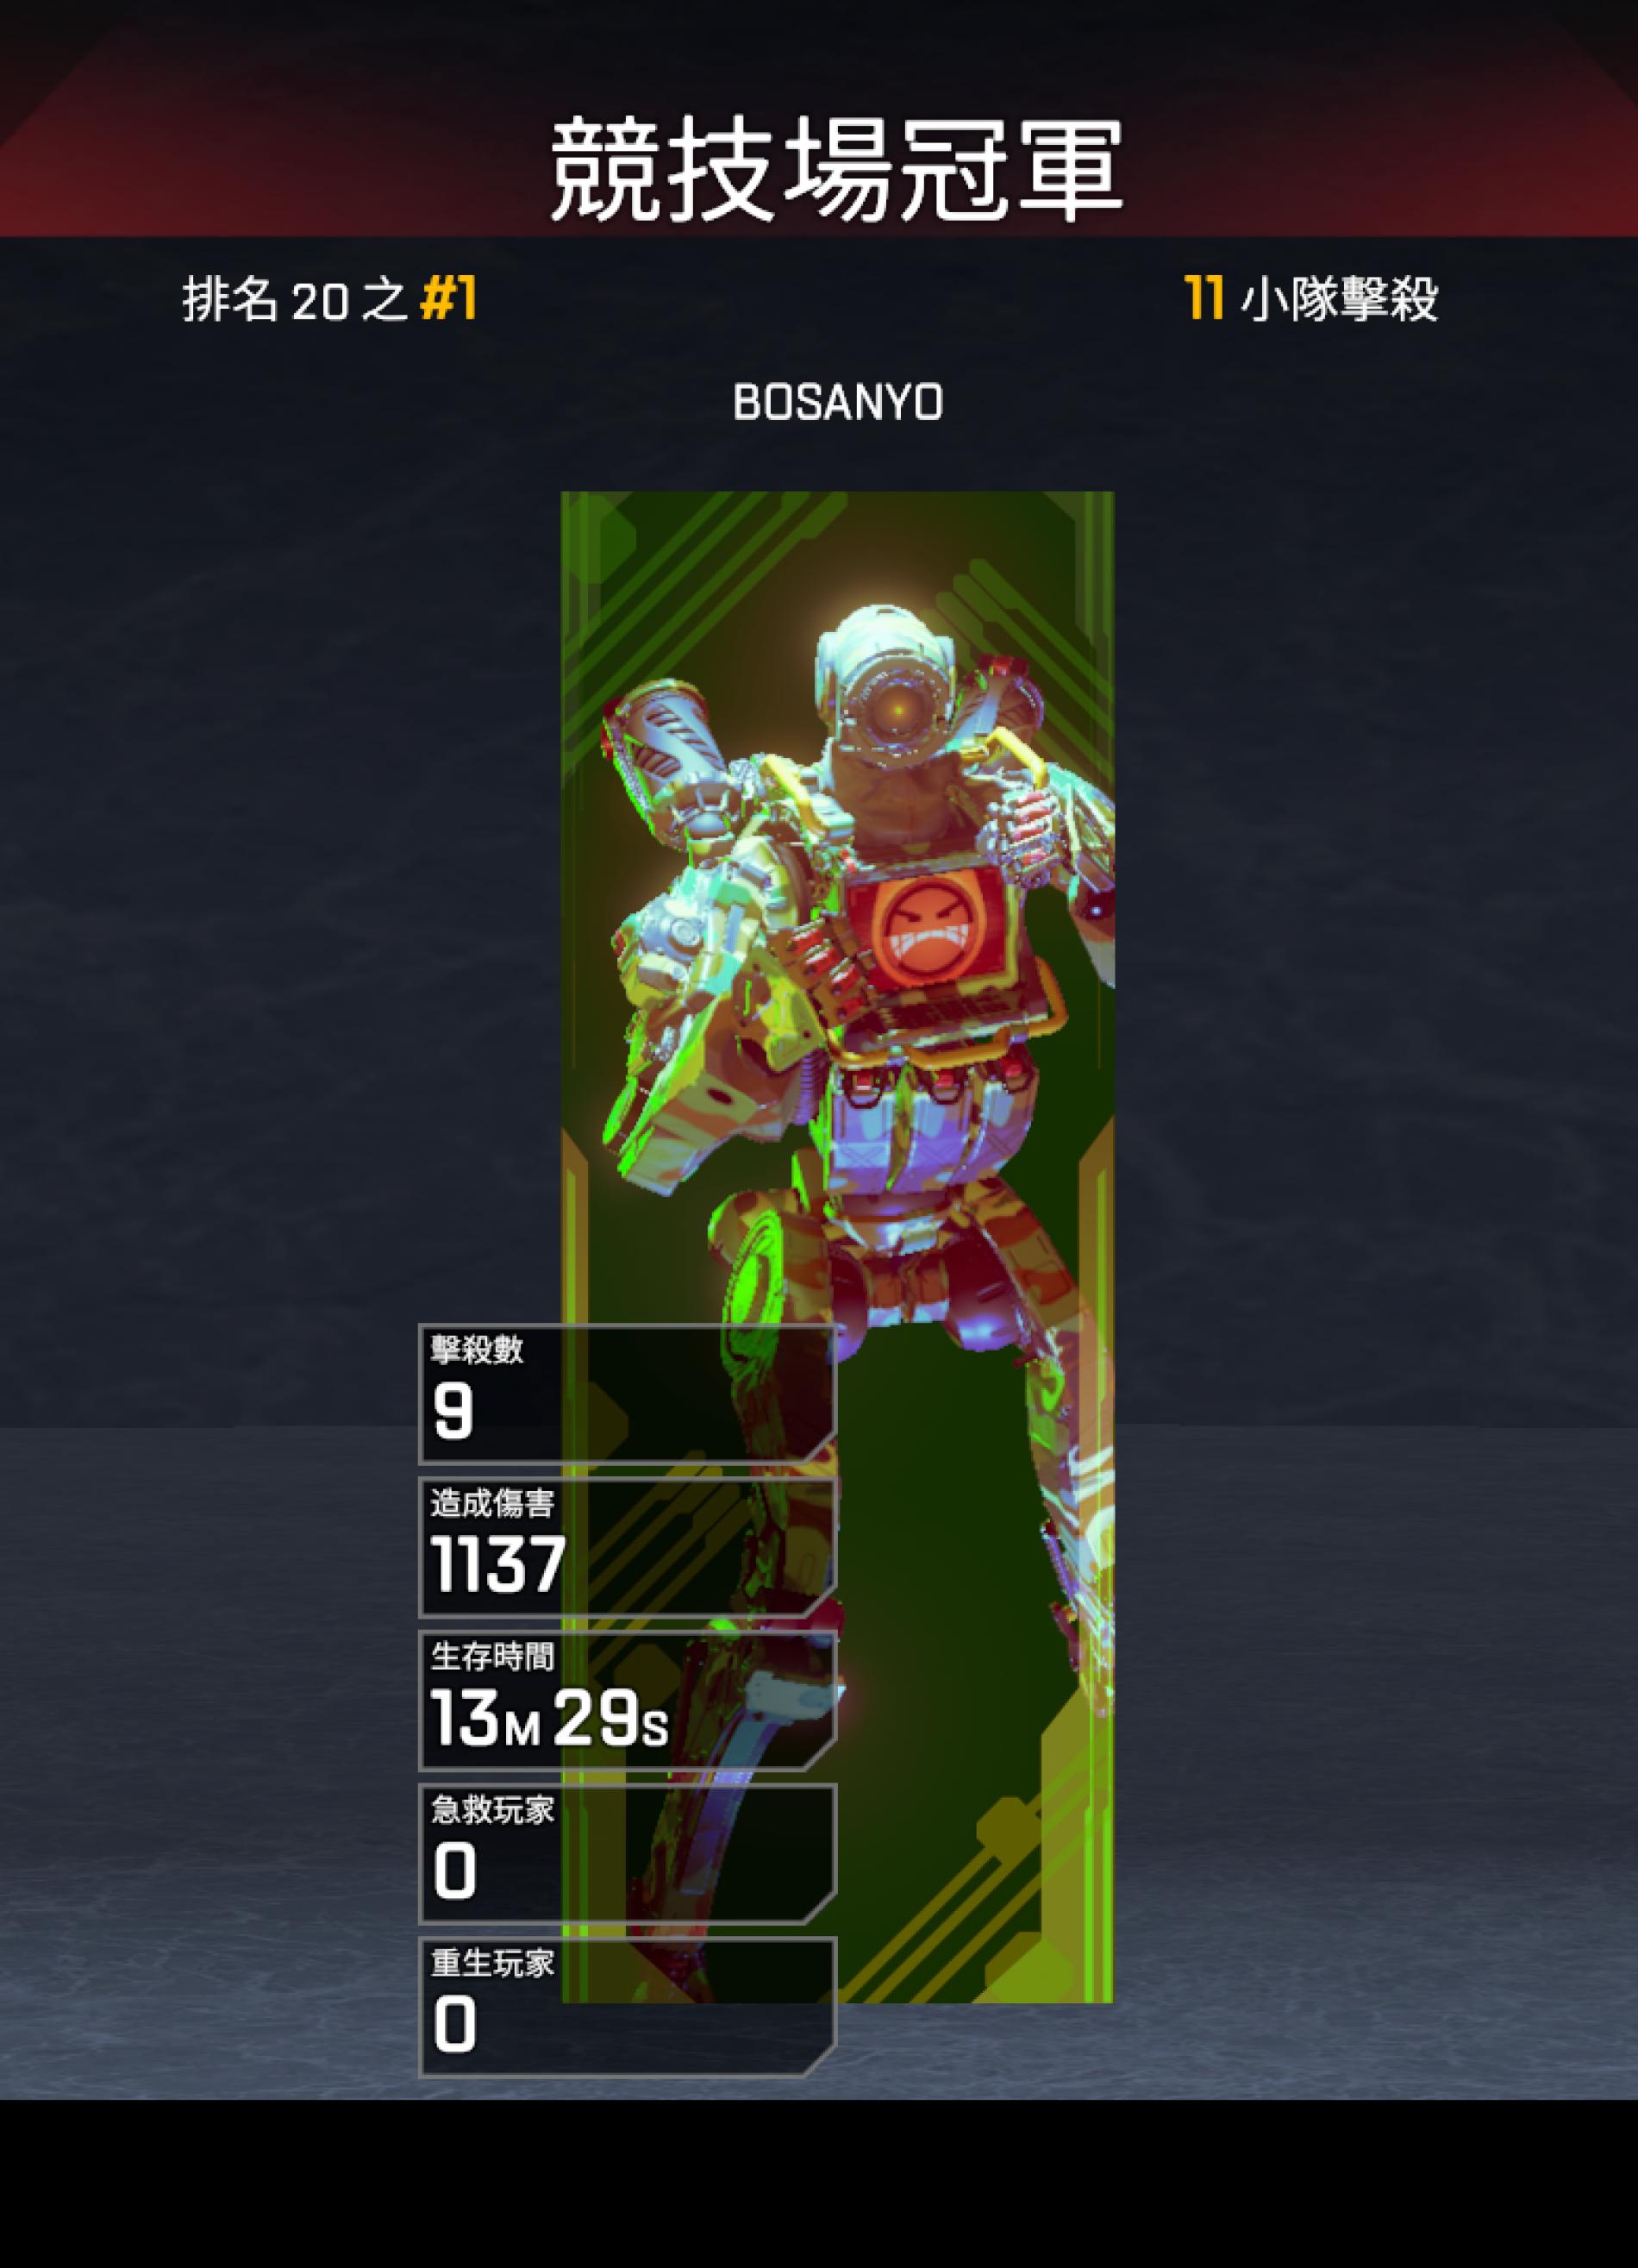 競技場冠軍
排名 20 之 #1
11 小隊擊殺
BOSANYO
擊殺數
9
造成傷害
1137
生存時間
13M 29S
急救玩家
0
重生玩家
0